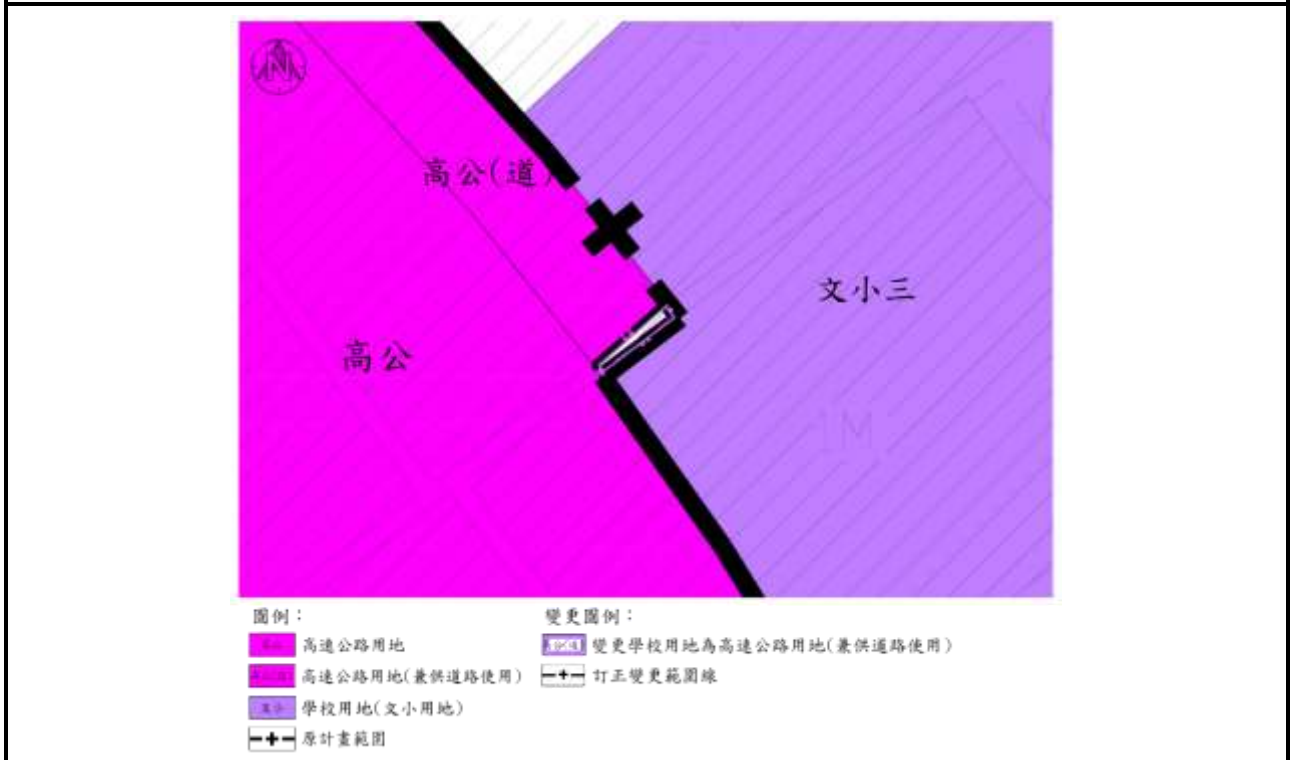 N
高公(道)
文小三
高公
1M
圖例：
變更圖例：
高速公路用地
變更學校用地為高速公路用地(兼供道路使用)
高速公路用地(兼供道路使用)
訂正變更範圍線
學校用地(文小用地)
原計畫範圍